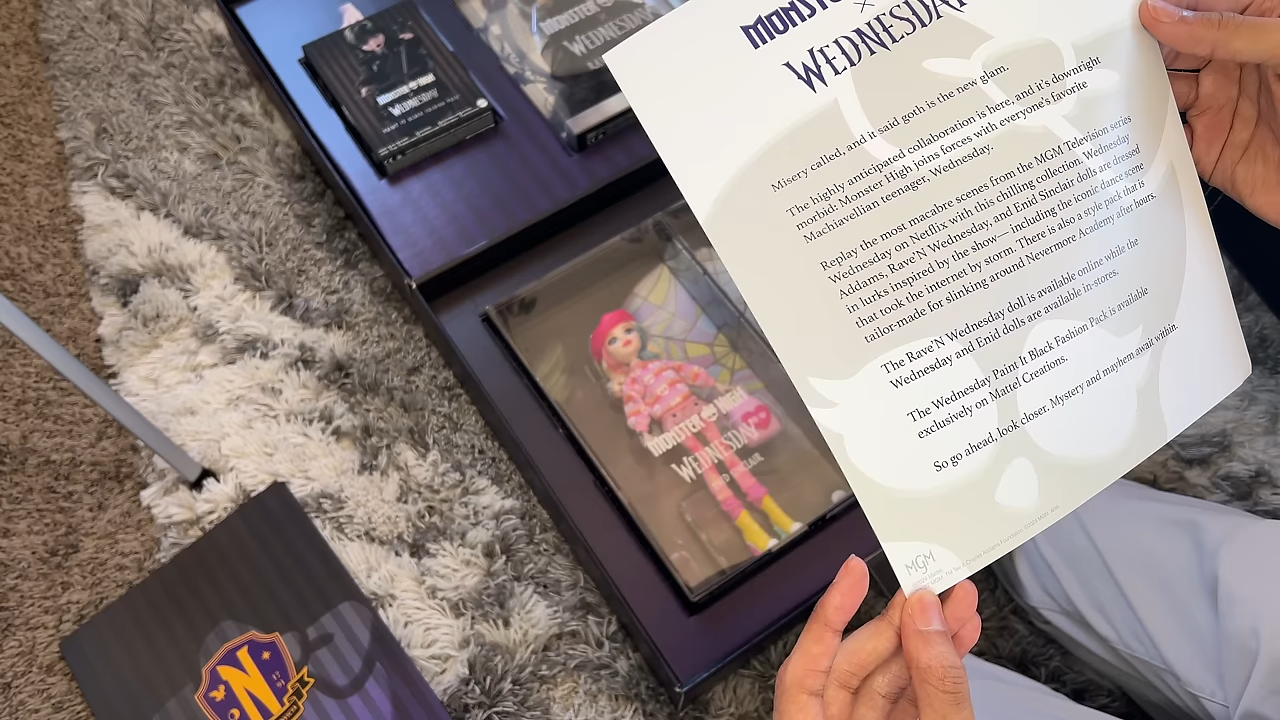 MONSTER HIGH
WEDNESDAY
WEDNESDAY
MONSTER HIGH
WEDNESDAY
N
MONST
×
WEDNESDAY
Misery called, and it said goth is the new glam.
The highly anticipated collaboration is here, and it's downright
morbid: Monster High joins forces with everyone's favorite
Machiavellian teenager, Wednesday.
Replay the most macabre scenes from the MGM Television series
Wednesday on Netflix with this chilling collection. Wednesday
Addams, Rave'N Wednesday, and Enid Sinclair dolls are dressed
in lurks inspired by the show— including the iconic dance scene
that took the internet by storm. There is also a style pack that is
tailor-made for slinking around Nevermore Academy after hours.
The Rave'N Wednesday doll is available online while the
Wednesday and Enid dolls are available in-stores.
The Wednesday Paint It Black Fashion Pack is available
exclusively on Mattel Creations.
So go ahead, look closer. Mystery and mayhem await within.
MGM